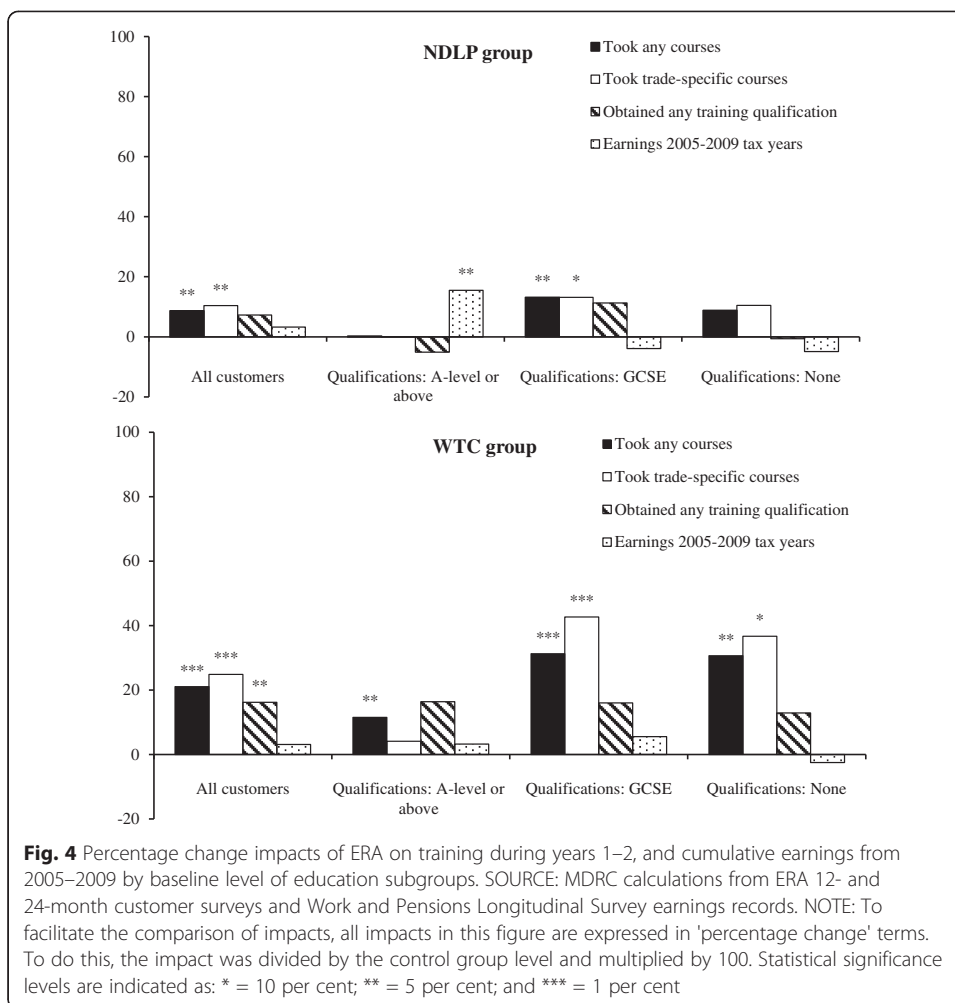 NDLP group
100
80
60
40
20
0
-20
Took any courses
Took trade-specific courses
Obtained any training qualification
Earnings 2005-2009 tax years
** ** ** ** *
All customers
Qualifications: A-level or above
Qualifications: GCSE
Qualifications: None
WTC group
100
80
60
40
20
0
-20
Took any courses
Took trade-specific courses
Obtained any training qualification
Earnings 2005-2009 tax years
*** *** ** ** *** *** ** *
All customers
Qualifications: A-level or above
Qualifications: GCSE
Qualifications: None
Fig. 4 Percentage change impacts of ERA on training during years 1–2, and cumulative earnings from
2005–2009 by baseline level of education subgroups. SOURCE: MDRC calculations from ERA 12- and
24-month customer surveys and Work and Pensions Longitudinal Survey earnings records. NOTE: To
facilitate the comparison of impacts, all impacts in this figure are expressed in 'percentage change' terms.
To do this, the impact was divided by the control group level and multiplied by 100. Statistical significance
levels are indicated as: * = 10 per cent; ** = 5 per cent; and *** = 1 per cent